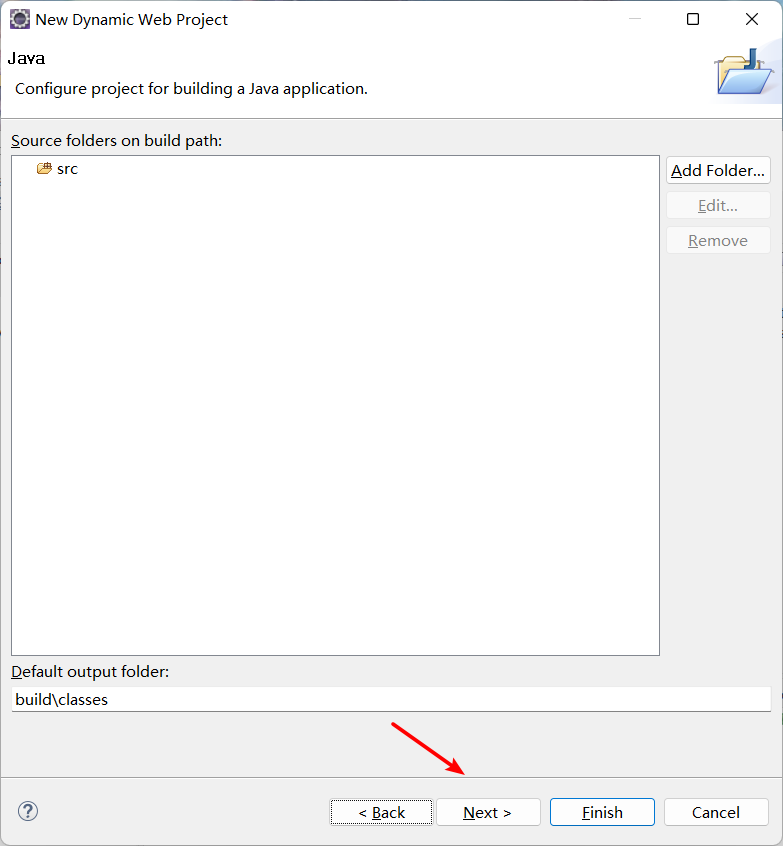 New Dynamic Web Project
Java
Configure project for building a Java application.
Source folders on build path:
src
Add Folder...
Edit...
Remove
Default output folder:
build\classes
?
< Back
Next >
Finish
Cancel